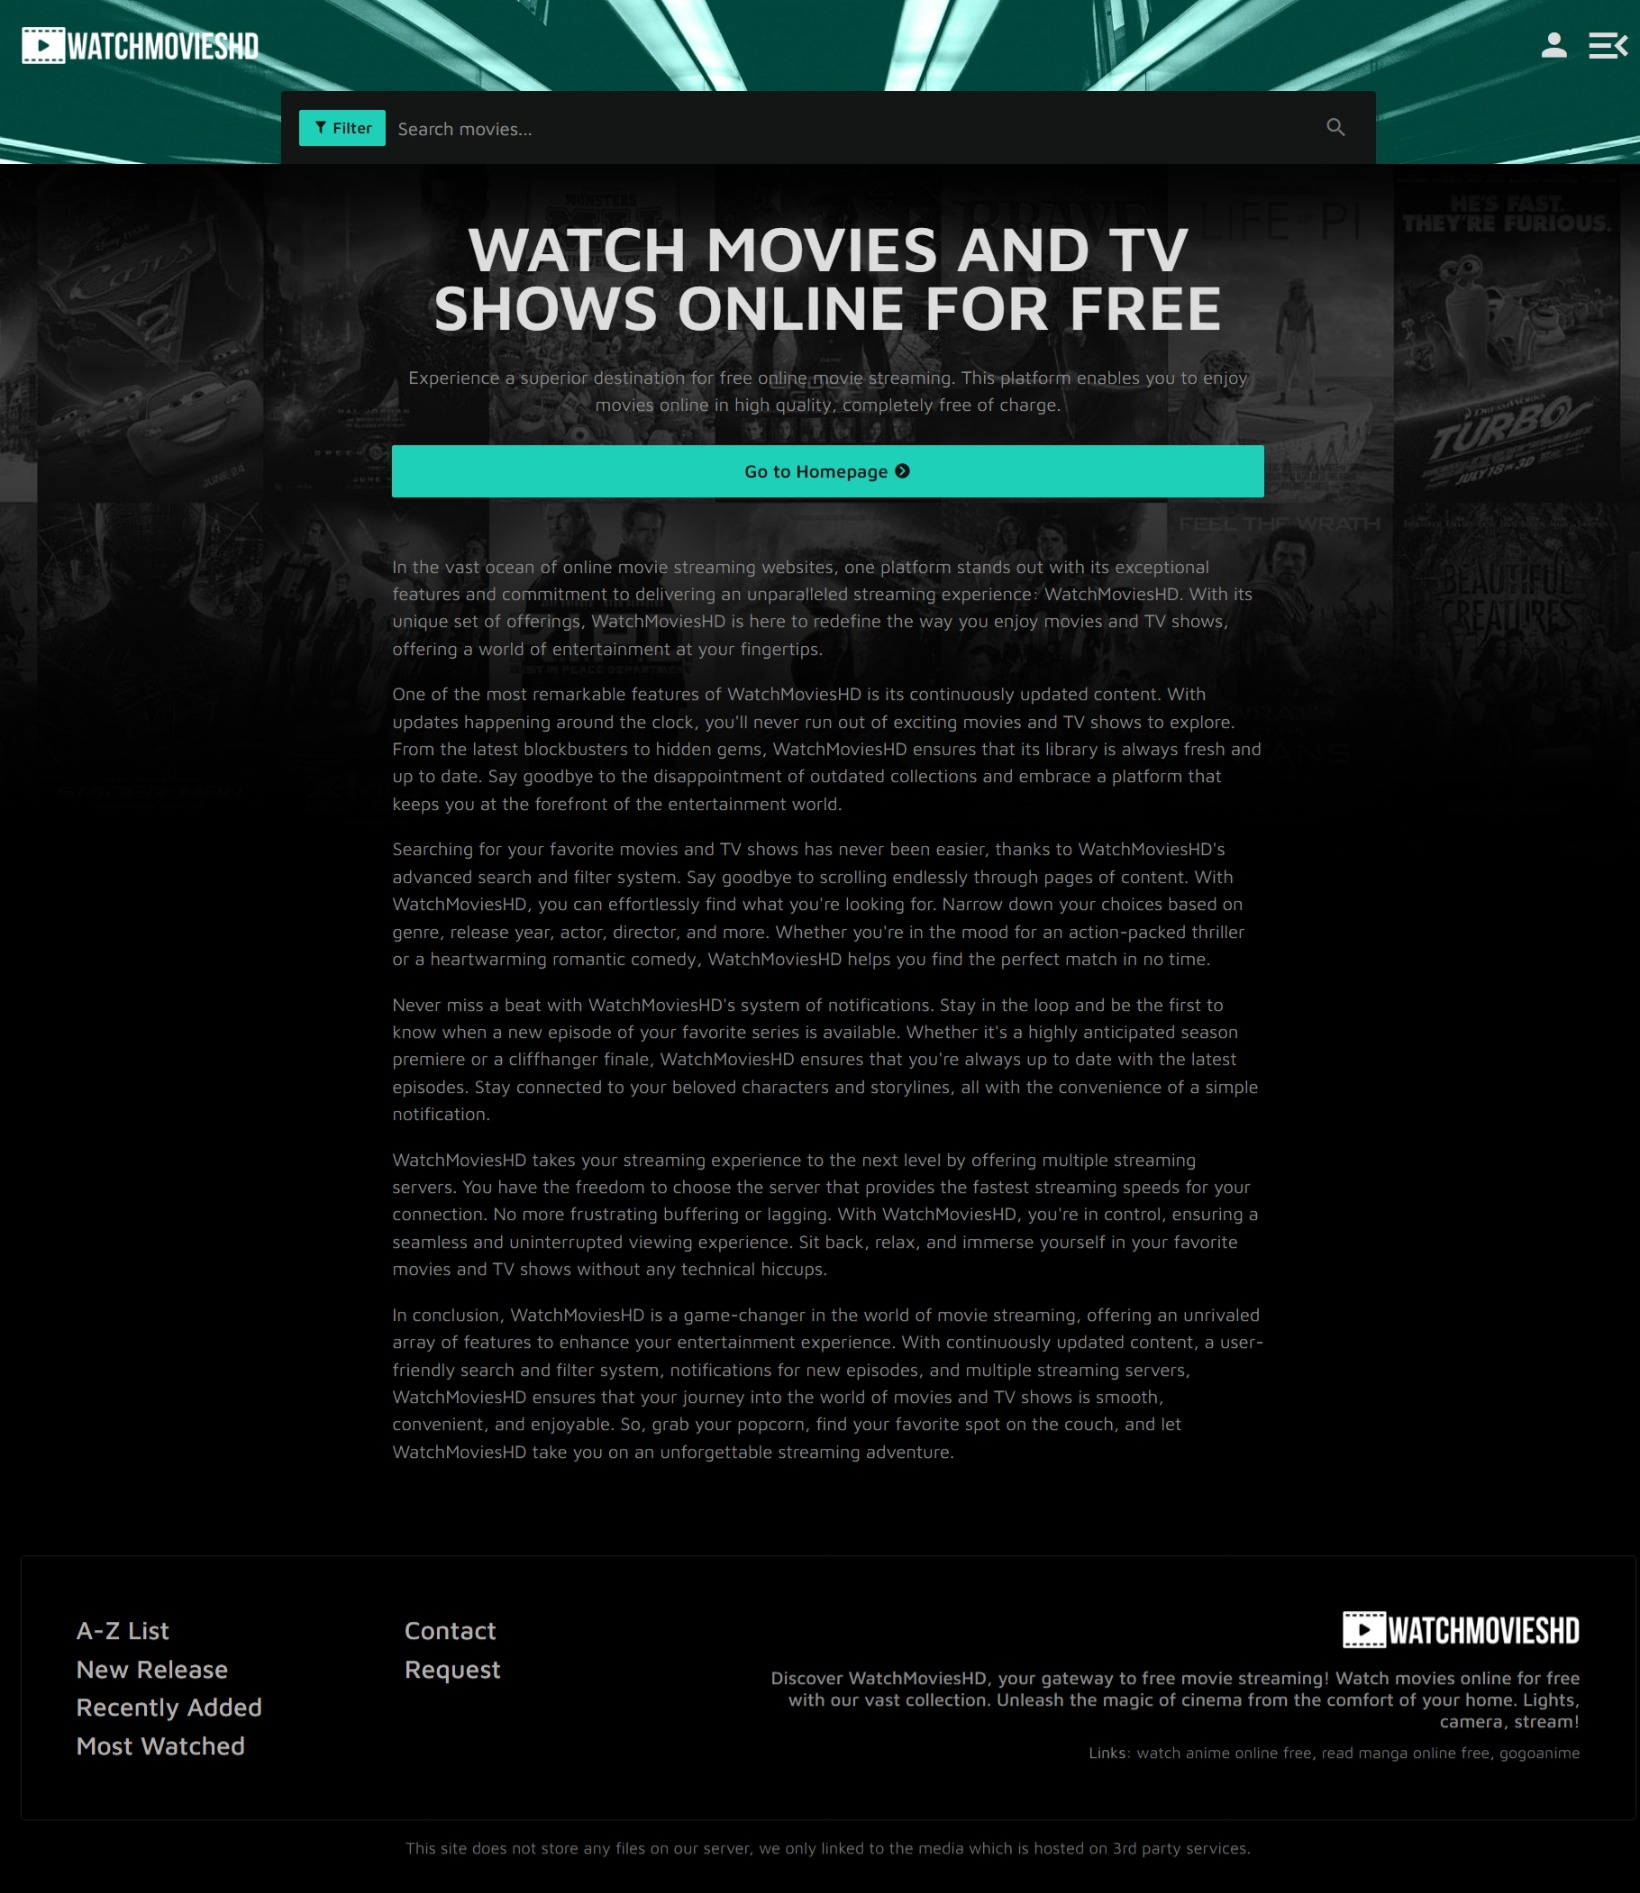 WATCHMOVIESHD
Filter
Search movies...
HE'S FAST.
THEY'RE FURIOUS.
LIFE OF PI
BRAVE
MONSTERS
Cars
WATCH MOVIES AND TV
SHOWS ONLINE FOR FREE
Experience a superior destination for free online movie streaming. This platform enables you to enjoy
movies online in high quality, completely free of charge.
JUNE 24
TURBO
JULY 18 IN 3D
Go to Homepage
FEEL THE WRATH
BEAUTIFUL
CREATURES
In the vast ocean of online movie streaming websites, one platform stands out with its exceptional
features and commitment to delivering an unparalleled streaming experience: WatchMoviesHD. With its
unique set of offerings, WatchMoviesHD is here to redefine the way you enjoy movies and TV shows,
offering a world of entertainment at your fingertips.
One of the most remarkable features of WatchMoviesHD is its continuously updated content. With
updates happening around the clock, you'll never run out of exciting movies and TV shows to explore.
From the latest blockbusters to hidden gems, WatchMoviesHD ensures that its library is always fresh and
up to date. Say goodbye to the disappointment of outdated collections and embrace a platform that
keeps you at the forefront of the entertainment world.
Searching for your favorite movies and TV shows has never been easier, thanks to WatchMoviesHD's
advanced search and filter system. Say goodbye to scrolling endlessly through pages of content. With
WatchMoviesHD, you can effortlessly find what you're looking for. Narrow down your choices based on
genre, release year, actor, director, and more. Whether you're in the mood for an action-packed thriller
or a heartwarming romantic comedy, WatchMoviesHD helps you find the perfect match in no time.
Never miss a beat with WatchMoviesHD's system of notifications. Stay in the loop and be the first to
know when a new episode of your favorite series is available. Whether it's a highly anticipated season
premiere or a cliffhanger finale, WatchMoviesHD ensures that you're always up to date with the latest
episodes. Stay connected to your beloved characters and storylines, all with the convenience of a simple
notification.
WatchMoviesHD takes your streaming experience to the next level by offering multiple streaming
servers. You have the freedom to choose the server that provides the fastest streaming speeds for your
connection. No more frustrating buffering or lagging. With WatchMoviesHD, you're in control, ensuring a
seamless and uninterrupted viewing experience. Sit back, relax, and immerse yourself in your favorite
movies and TV shows without any technical hiccups.
In conclusion, WatchMoviesHD is a game-changer in the world of movie streaming, offering an unrivaled
array of features to enhance your entertainment experience. With continuously updated content, a user-
friendly search and filter system, notifications for new episodes, and multiple streaming servers,
WatchMoviesHD ensures that your journey into the world of movies and TV shows is smooth,
convenient, and enjoyable. So, grab your popcorn, find your favorite spot on the couch, and let
WatchMoviesHD take you on an unforgettable streaming adventure.
A-Z List
New Release
Recently Added
Most Watched
Contact
Request
WATCHMOVIESHD
Discover WatchMoviesHD, your gateway to free movie streaming! Watch movies online for free
with our vast collection. Unleash the magic of cinema from the comfort of your home. Lights,
camera, stream!
Links: watch anime online free, read manga online free, gogoanime
This site does not store any files on our server, we only linked to the media which is hosted on 3rd party services.